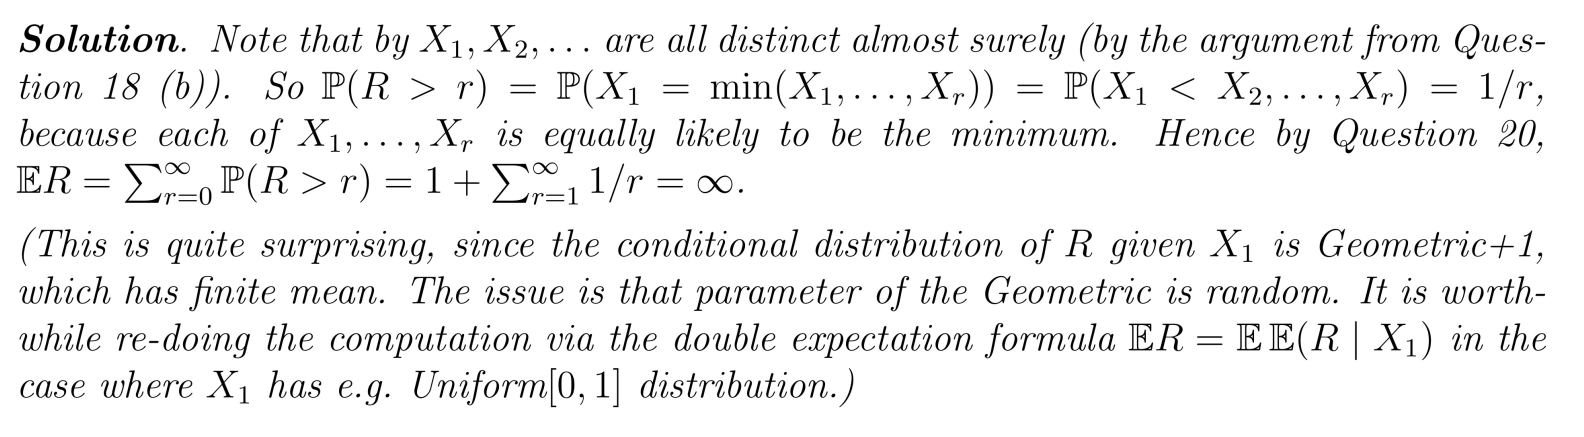 Solution. Note that by X₁, X₂, … are all distinct almost surely (by the argument from Ques-
tion 18 (b)). So ℙ(R > r) = ℙ(X₁ = min(X₁, …, Xᵣ)) = ℙ(X₁ < X₂, …, Xᵣ) = 1/r,
because each of X₁, …, Xᵣ is equally likely to be the minimum. Hence by Question 20,
𝔼R = ∑_{r=0}^{∞} ℙ(R > r) = 1 + ∑_{r=1}^{∞} 1/r = ∞.
(This is quite surprising, since the conditional distribution of R given X₁ is Geometric+1,
which has finite mean. The issue is that parameter of the Geometric is random. It is worth-
while re-doing the computation via the double expectation formula 𝔼R = 𝔼 𝔼(R | X₁) in the
case where X₁ has e.g. Uniform[0, 1] distribution.)